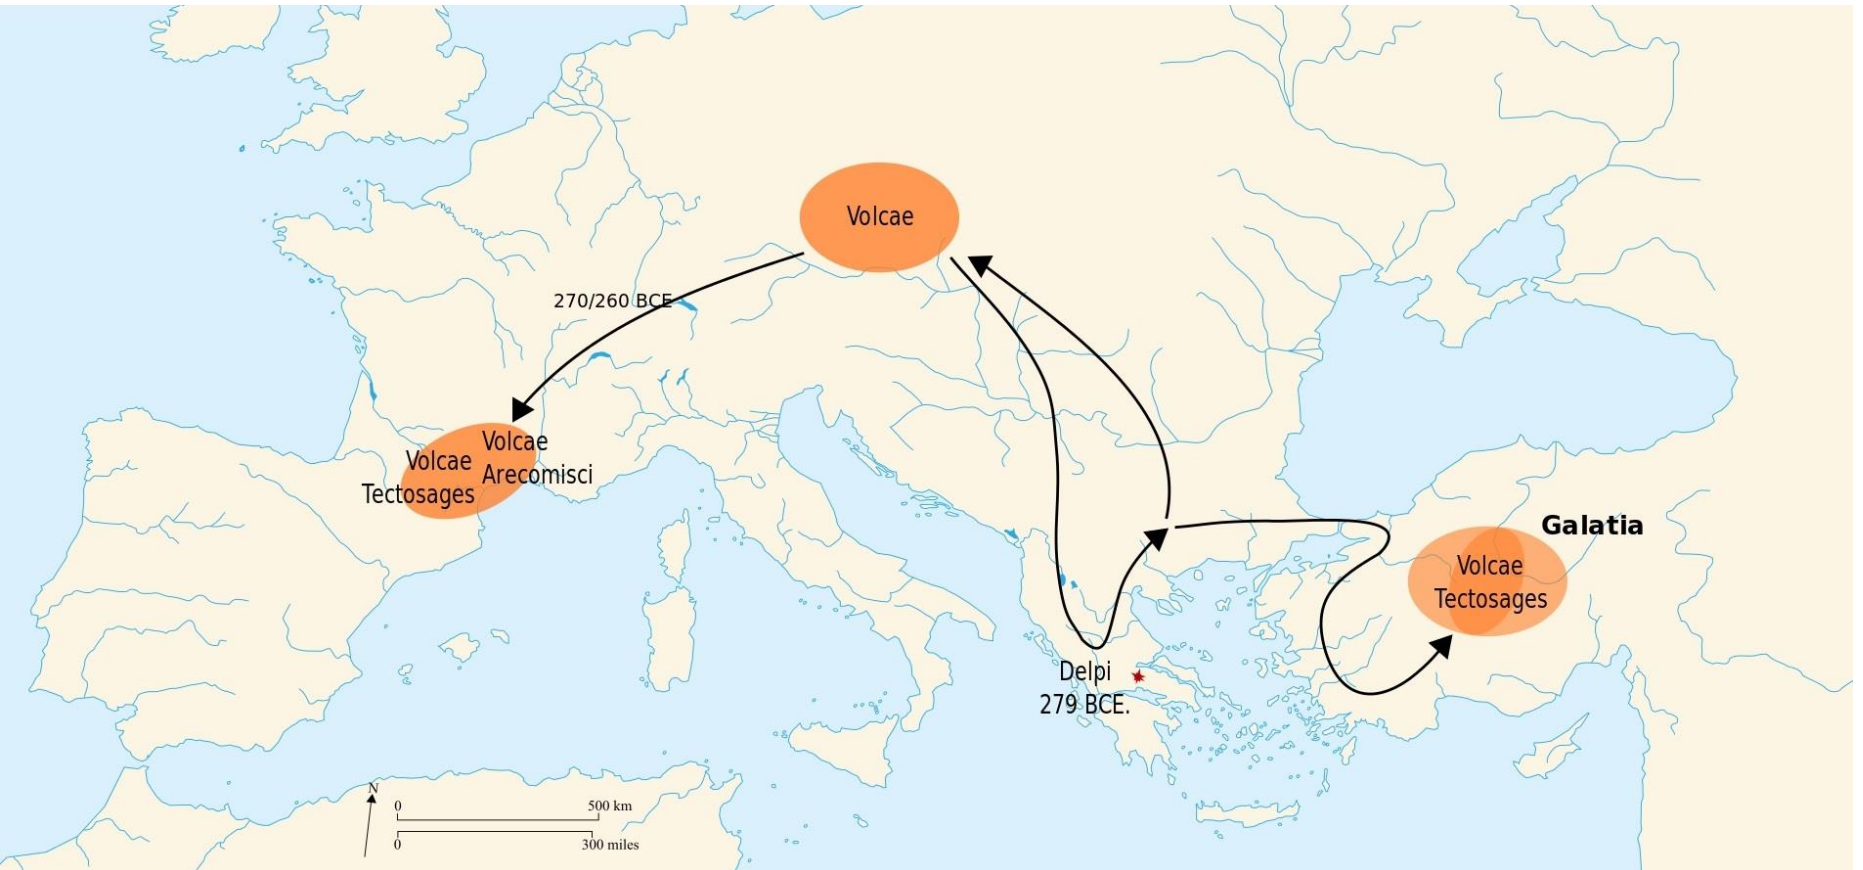 Volcae
270/260 BCE
Volcae
Arecomisci
Volcae
Tectosages
Galatia
Volcae
Tectosages
Delpi
279 BCE.
N
0
500 km
0
300 miles